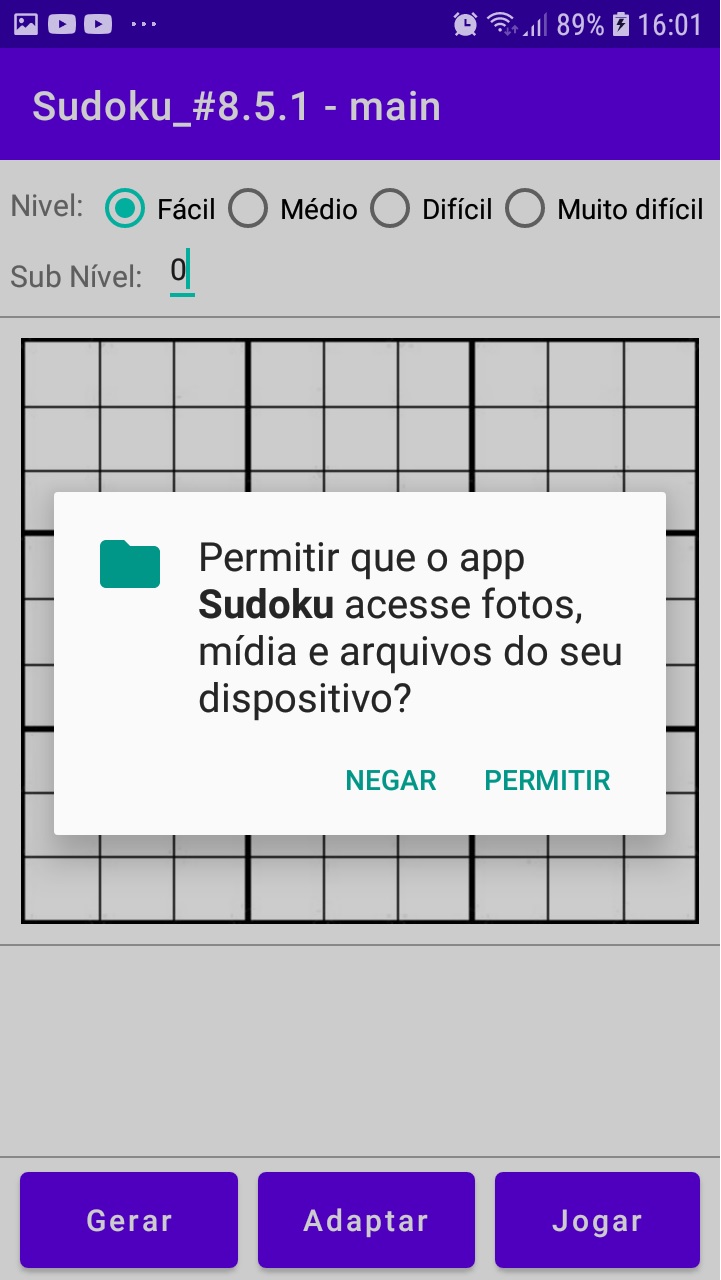 89% 16:01
Sudoku_#8.5.1 - main
Nivel: Fácil Médio Difícil Muito difícil
Sub Nível: 0
Permitir que o app
Sudoku acesse fotos,
mídia e arquivos do seu
dispositivo?
NEGAR PERMITIR
Gerar Adaptar Jogar